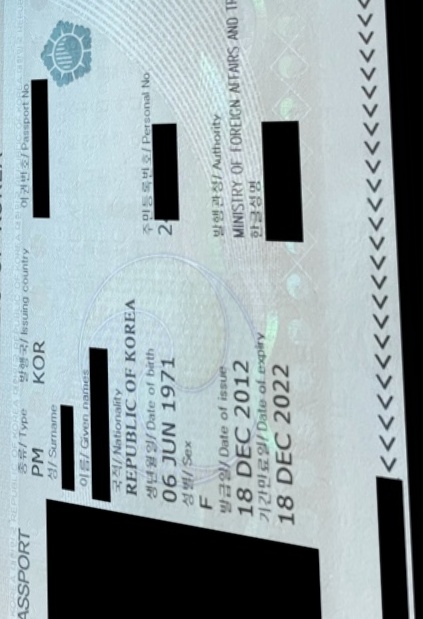 ASSPORT
종류/ Type 발행국/ Issuing country 여권번호/ Passport No
PM KOR
성/ Surname
이름/ Given names
국적/ Nationality
REPUBLIC OF KOREA
생년월일/ Date of birth 주민등록번호/ Personal No
06 JUN 1971 2
성별/ Sex
F
발급일/ Date of issue 발행관청/ Authority
18 DEC 2012 MINISTRY OF FOREIGN AFFAIRS AND
기간만료일/ Date of expiry 한글성명
18 DEC 2022
<<<<<<<<<<<<<<<<<<<<<<<<<<<